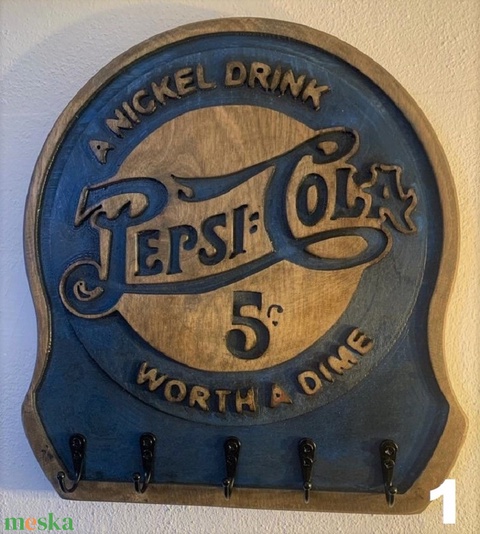 A NICKEL DRINK
PEPSI:COLA
5¢
WORTH A DIME
1
meska